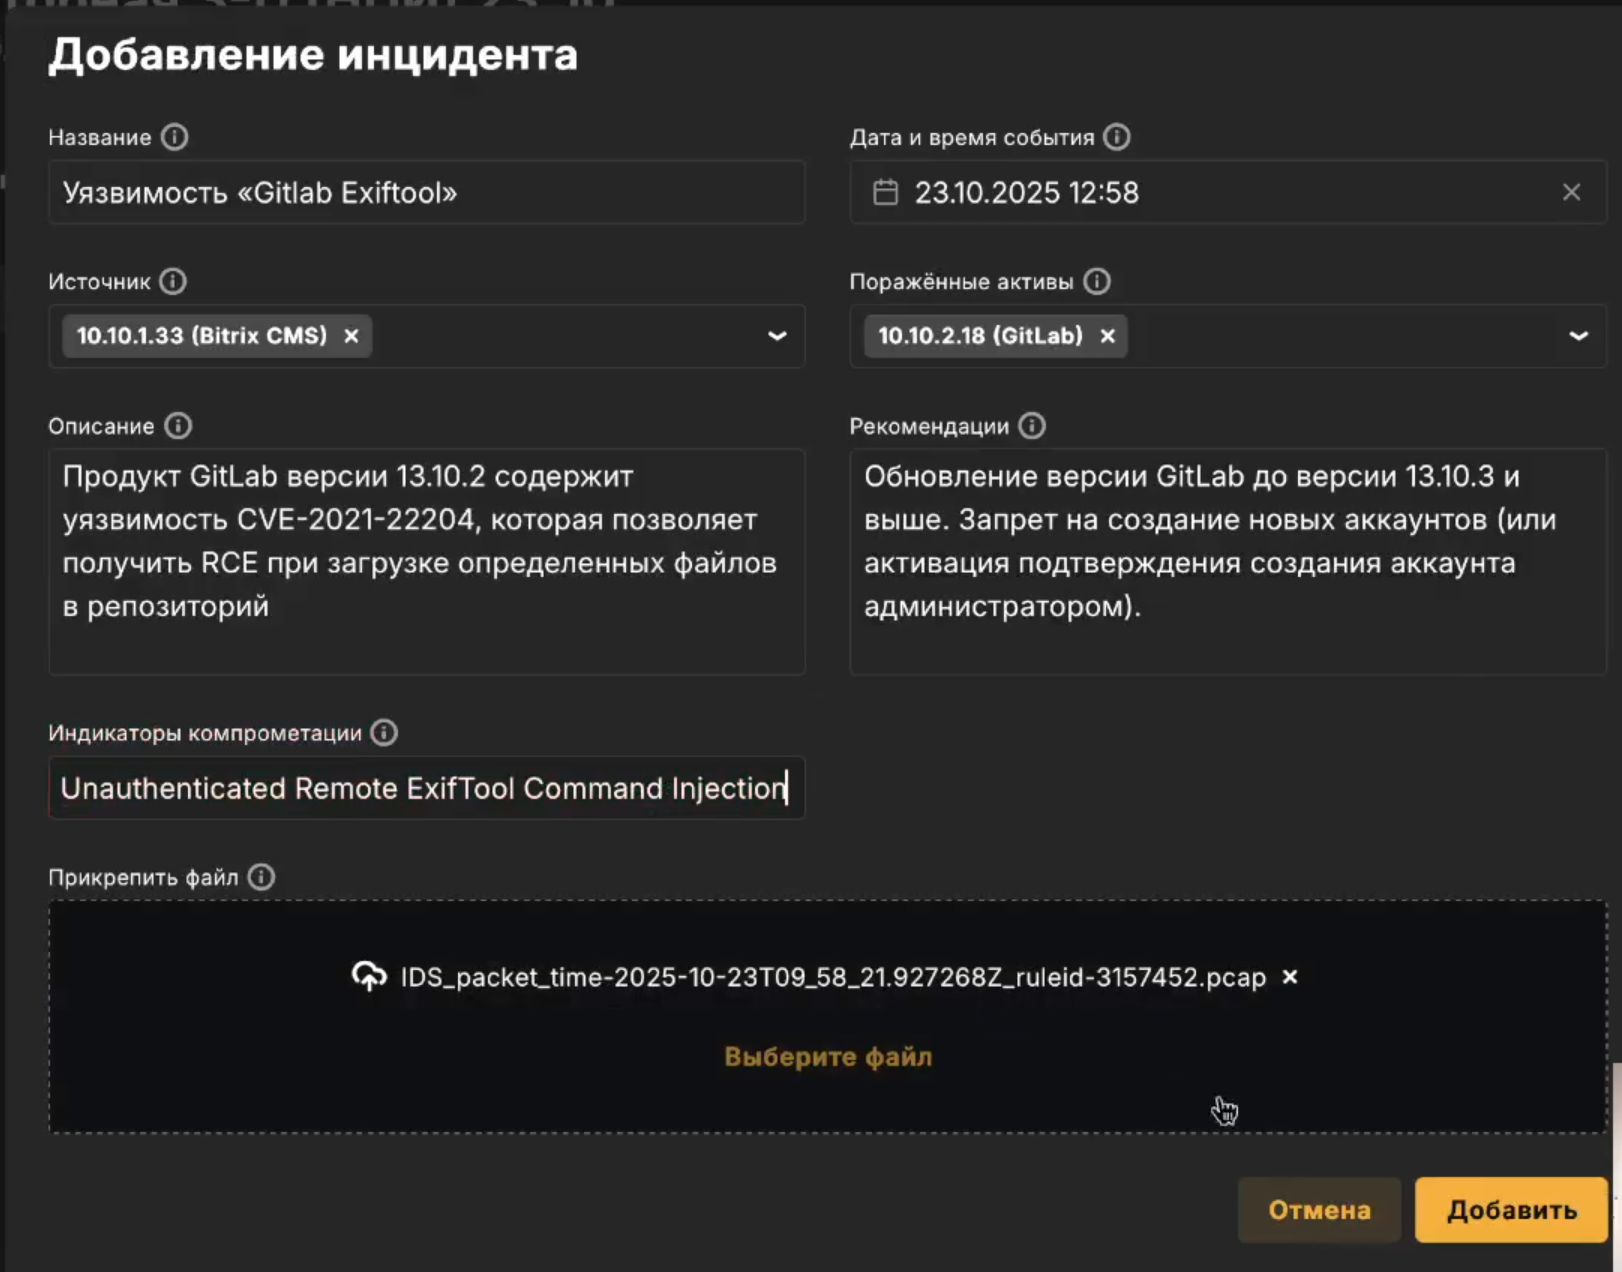 Добавление инцидента
Название
Дата и время события
Уязвимость «Gitlab Exiftool»
23.10.2025 12:58
Источник
Поражённые активы
10.10.1.33 (Bitrix CMS)
10.10.2.18 (GitLab)
Описание
Рекомендации
Продукт GitLab версии 13.10.2 содержит
уязвимость CVE-2021-22204, которая позволяет
получить RCE при загрузке определенных файлов
в репозиторий
Обновление версии GitLab до версии 13.10.3 и
выше. Запрет на создание новых аккаунтов (или
активация подтверждения создания аккаунта
администратором).
Индикаторы компрометации
Unauthenticated Remote ExifTool Command Injection
Прикрепить файл
IDS_packet_time-2025-10-23T09_58_21.927268Z_ruleid-3157452.pcap
Выберите файл
Отмена
Добавить